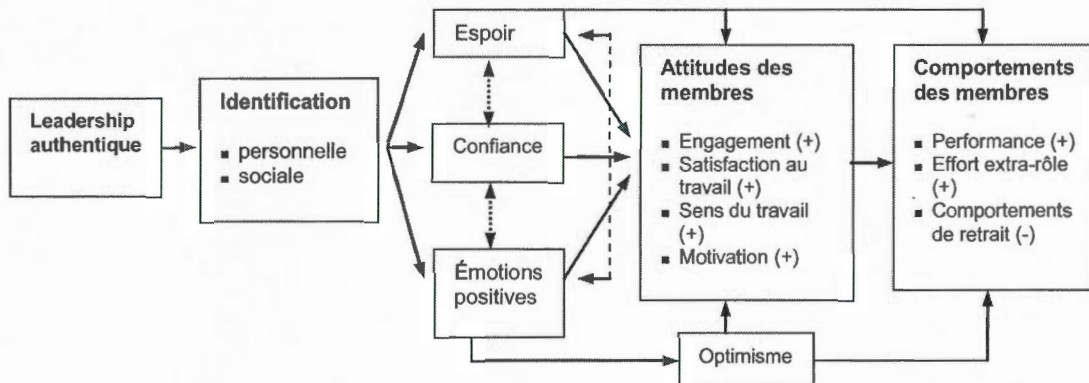 Leadership
authentique
Identification
▪ personnelle
▪ sociale
Espoir
Confiance
Émotions
positives
Attitudes des
membres
▪ Engagement (+)
▪ Satisfaction au
travail (+)
▪ Sens du travail
(+)
▪ Motivation (+)
Optimisme
Comportements
des membres
▪ Performance (+)
▪ Effort extra-rôle
(+)
▪ Comportements
de retrait (-)